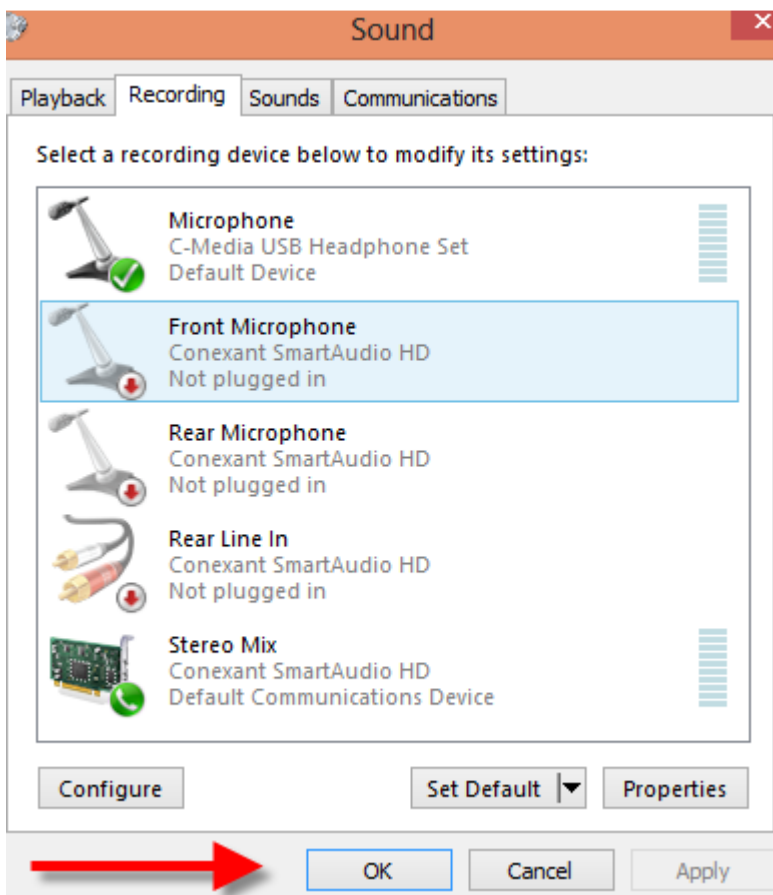 Sound
Playback Recording Sounds Communications
Select a recording device below to modify its settings:
Microphone
C-Media USB Headphone Set
Default Device
Front Microphone
Conexant SmartAudio HD
Not plugged in
Rear Microphone
Conexant SmartAudio HD
Not plugged in
Rear Line In
Conexant SmartAudio HD
Not plugged in
Stereo Mix
Conexant SmartAudio HD
Default Communications Device
Configure Set Default Properties
OK Cancel Apply